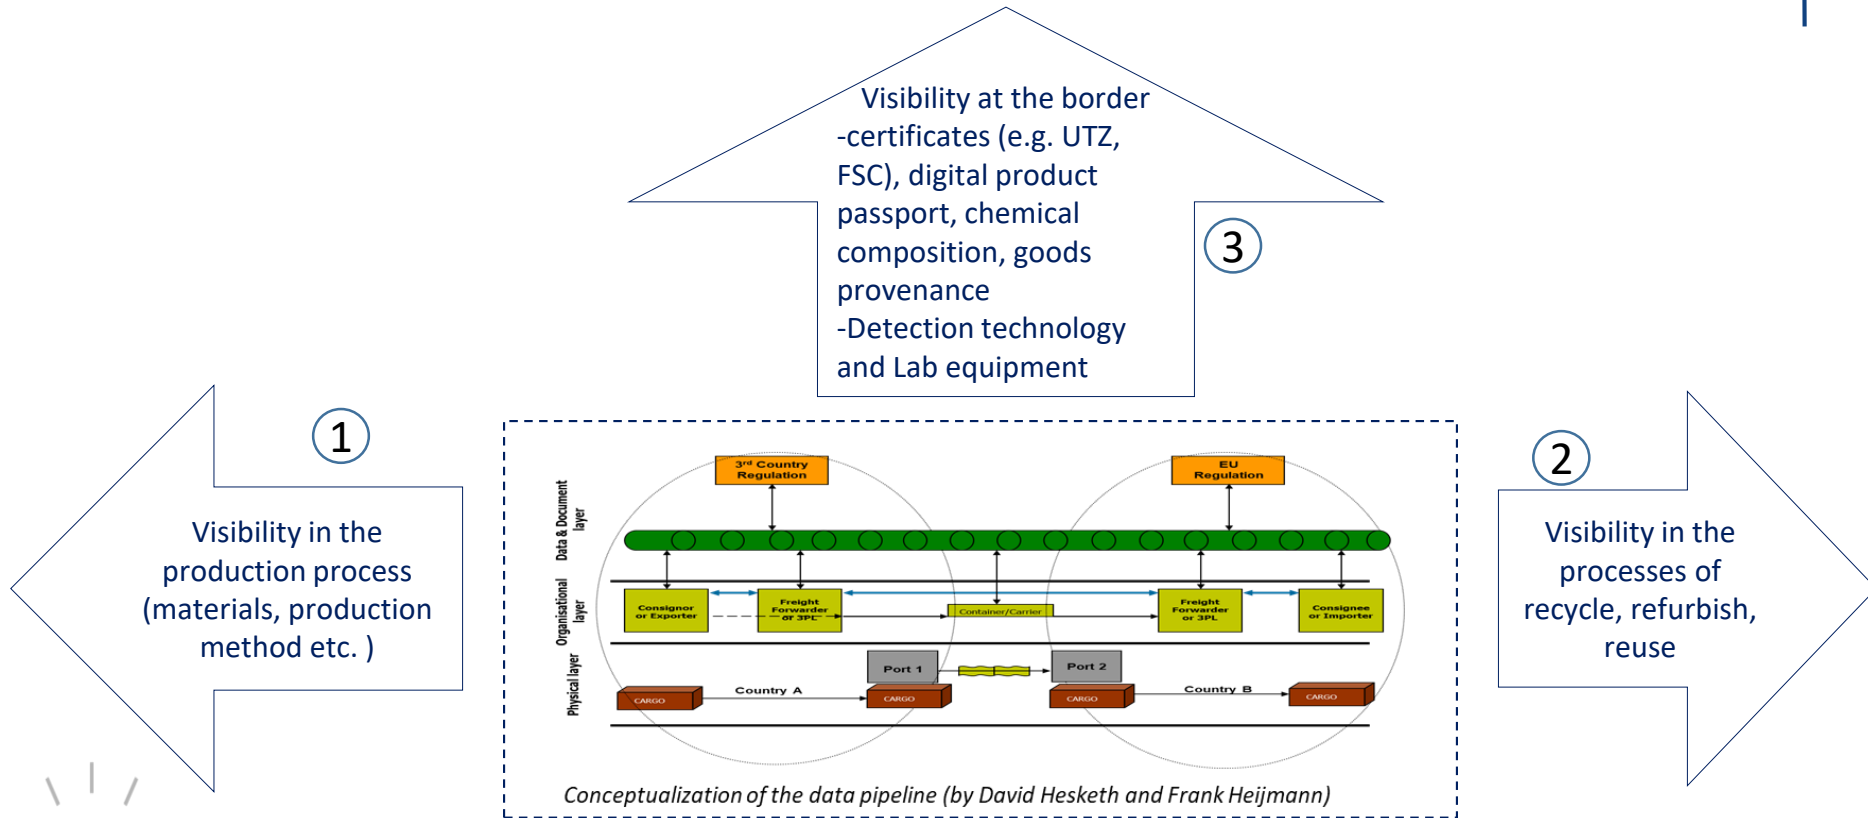 Visibility at the border
-certificates (e.g. UTZ,
FSC), digital product
passport, chemical
composition, goods
provenance
-Detection technology
and Lab equipment
3
1
Visibility in the
production process
(materials, production
method etc. )
2
Visibility in the
processes of
recycle, refurbish,
reuse
Data & Document
layer
3rd Country
Regulation
EU
Regulation
Organisational
layer
Consignor
or Exporter
Freight
Forwarder
or 3PL
Container/Carrier
Freight
Forwarder
or 3PL
Consignee
or Importer
Physical layer
Port 1
Port 2
CARGO
Country A
CARGO
CARGO
Country B
CARGO
Conceptualization of the data pipeline (by David Hesketh and Frank Heijmann)